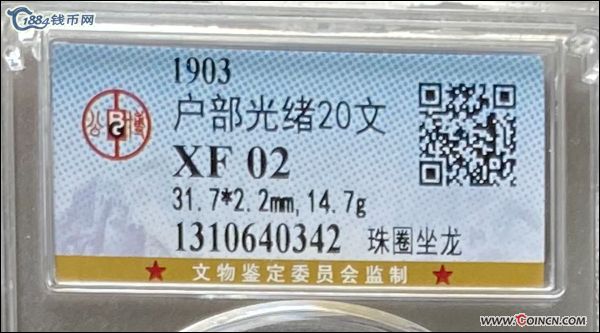 1884钱币网
1903
户部光绪20文
XF 02
31.7*2.2mm,14.7g
1310640342 珠圈坐龙
文物鉴定委员会监制
www.COINCN.com